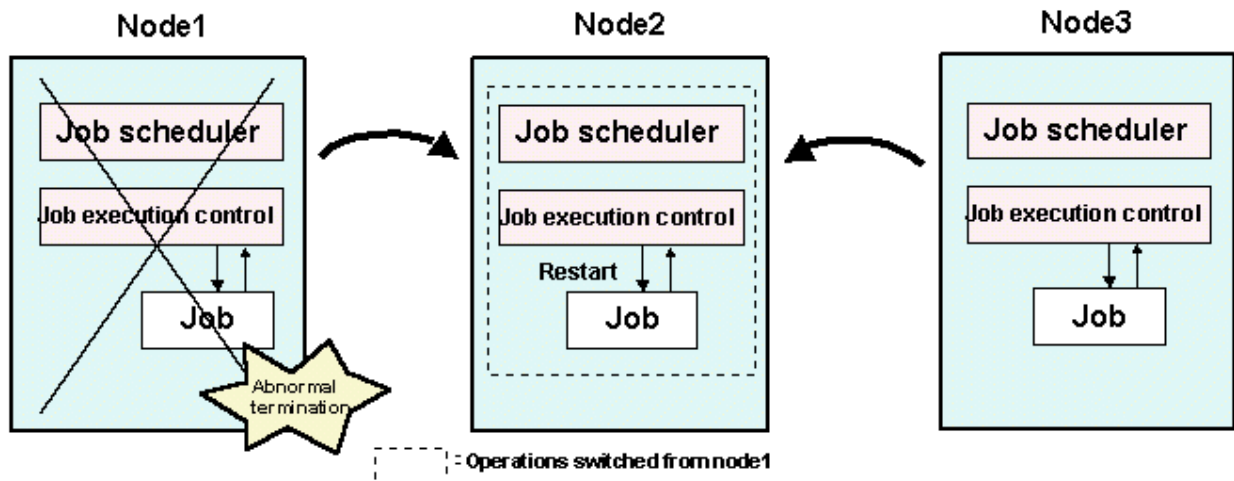 Node1
Node2
Node3
Job scheduler
Job execution control
Job
Abnormal
termination
Job scheduler
Job execution control
Restart
Job
Job scheduler
Job execution control
Job
= Operations switched from node1